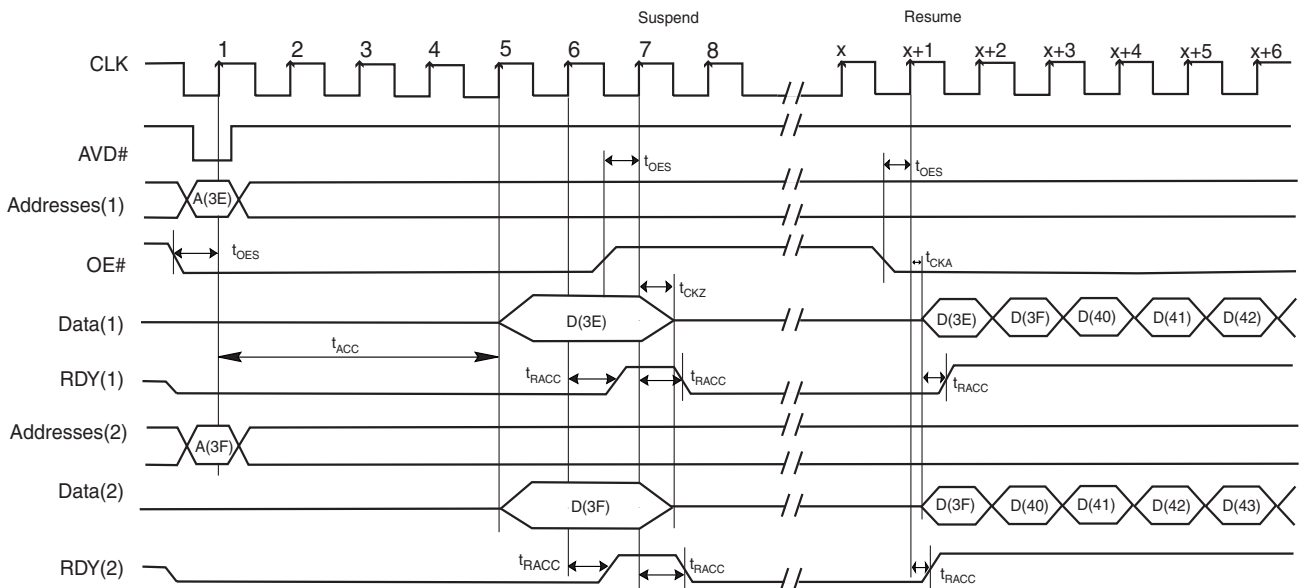 Suspend Resume
1 2 3 4 5 6 7 8 x x+1 x+2 x+3 x+4 x+5 x+6
CLK
AVD#
tOES tOES
Addresses(1) A(3E)
OE# tOES tCKA
tCKZ
Data(1) D(3E) D(3E) D(3F) D(40) D(41) D(42)
tACC
RDY(1) tRACC tRACC tRACC
Addresses(2) A(3F)
Data(2) D(3F) D(3F) D(40) D(41) D(42) D(43)
RDY(2) tRACC tRACC tRACC